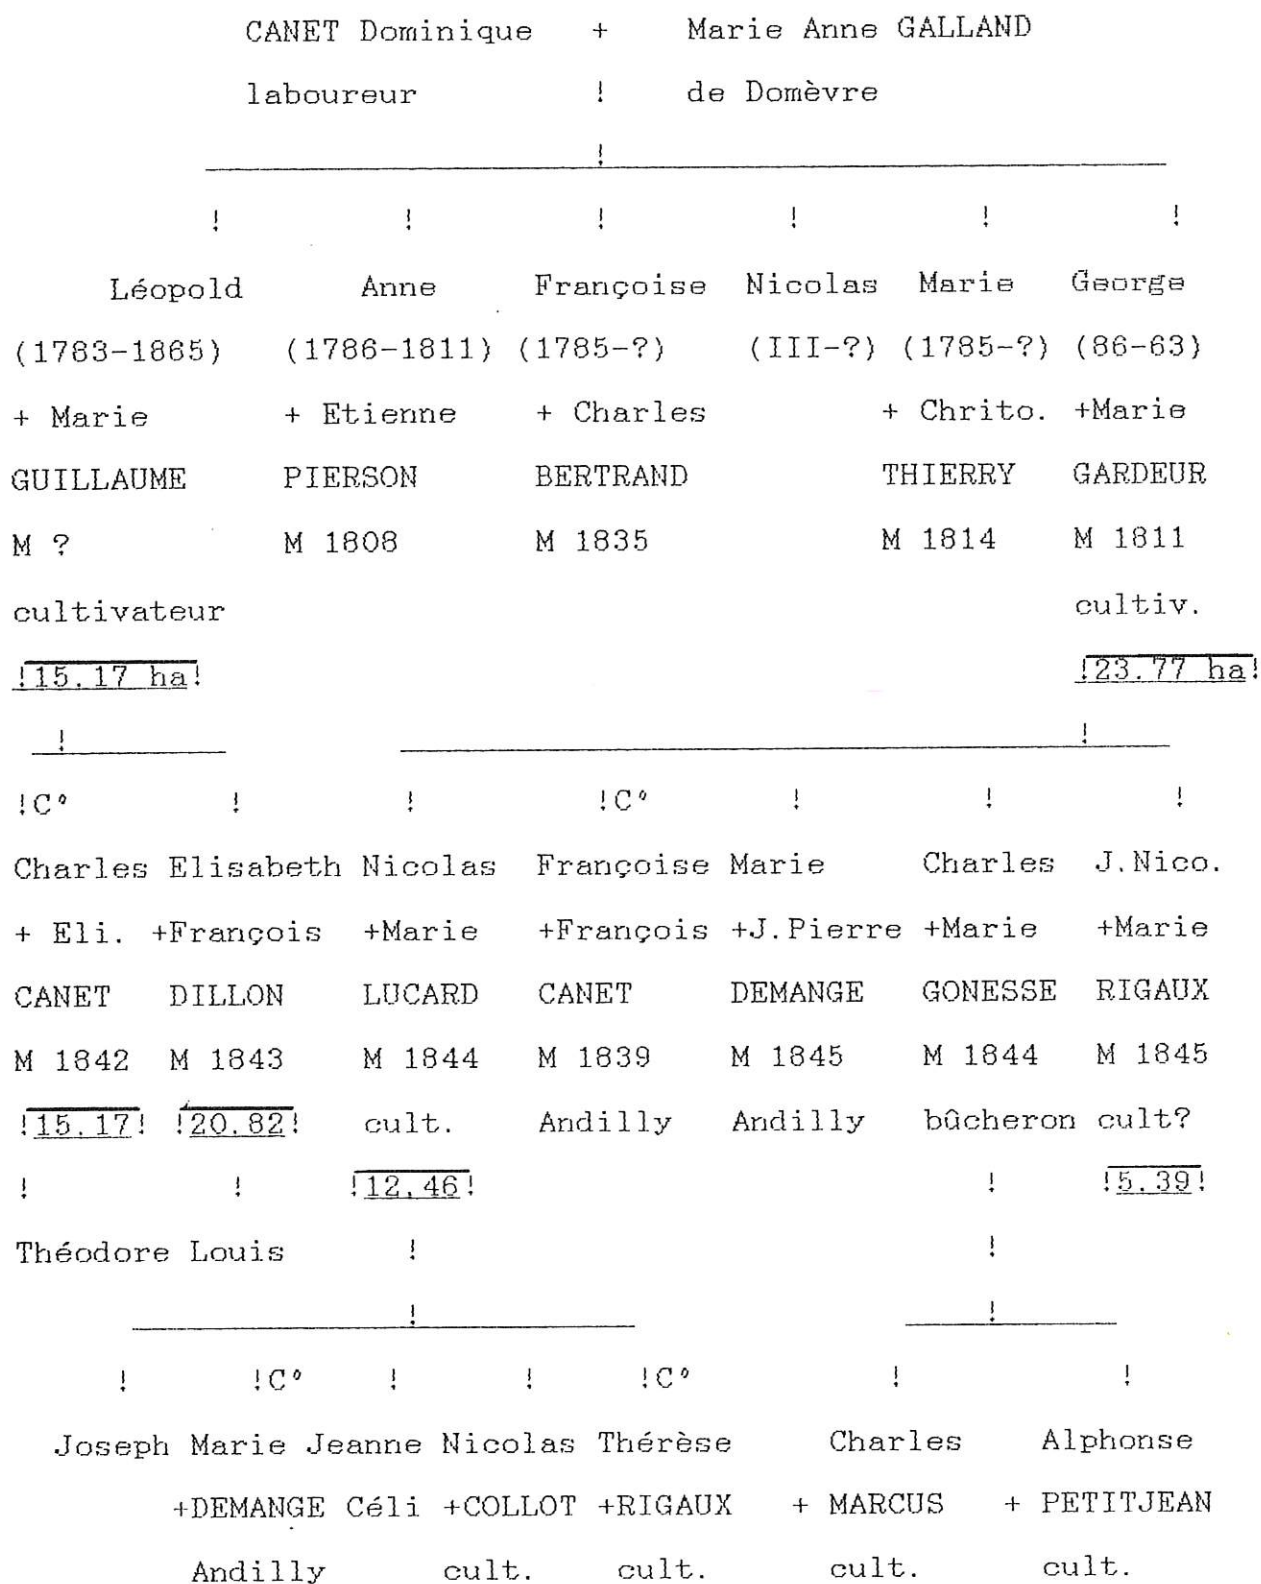 CANET Dominique + Marie Anne GALLAND
laboureur ! de Domèvre
!
! ! ! ! ! !
Léopold Anne Françoise Nicolas Marie George
(1783-1865) (1786-1811) (1785-?) (III-?) (1785-?) (86-63)
+ Marie + Etienne + Charles + Chrito. +Marie
GUILLAUME PIERSON BERTRAND THIERRY GARDEUR
M ? M 1808 M 1835 M 1814 M 1811
cultivateur cultiv.
!15.17 ha! !23.77 ha!
! !
!C° ! ! !C° ! ! !
Charles Elisabeth Nicolas Françoise Marie Charles J.Nico.
+ Eli. +François +Marie +François +J.Pierre +Marie +Marie
CANET DILLON LUCARD CANET DEMANGE GONESSE RIGAUX
M 1842 M 1843 M 1844 M 1839 M 1845 M 1844 M 1845
!15.17! !20.82! cult. Andilly Andilly bûcheron cult?
! ! !12.46! ! !5.39!
Théodore Louis ! !
! !
! !C° ! ! !C° ! !
Joseph Marie Jeanne Nicolas Thérèse Charles Alphonse
+DEMANGE Céli +COLLOT +RIGAUX + MARCUS + PETITJEAN
Andilly cult. cult. cult. cult.